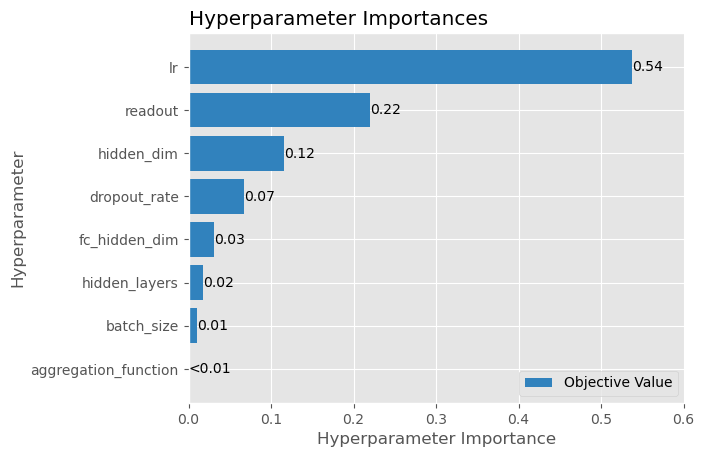 Hyperparameter Importances
Hyperparameter
lr
0.54
readout
0.22
hidden_dim
0.12
dropout_rate
0.07
fc_hidden_dim
0.03
hidden_layers
0.02
batch_size
0.01
aggregation_function
<0.01
Objective Value
0.0 0.1 0.2 0.3 0.4 0.5 0.6
Hyperparameter Importance